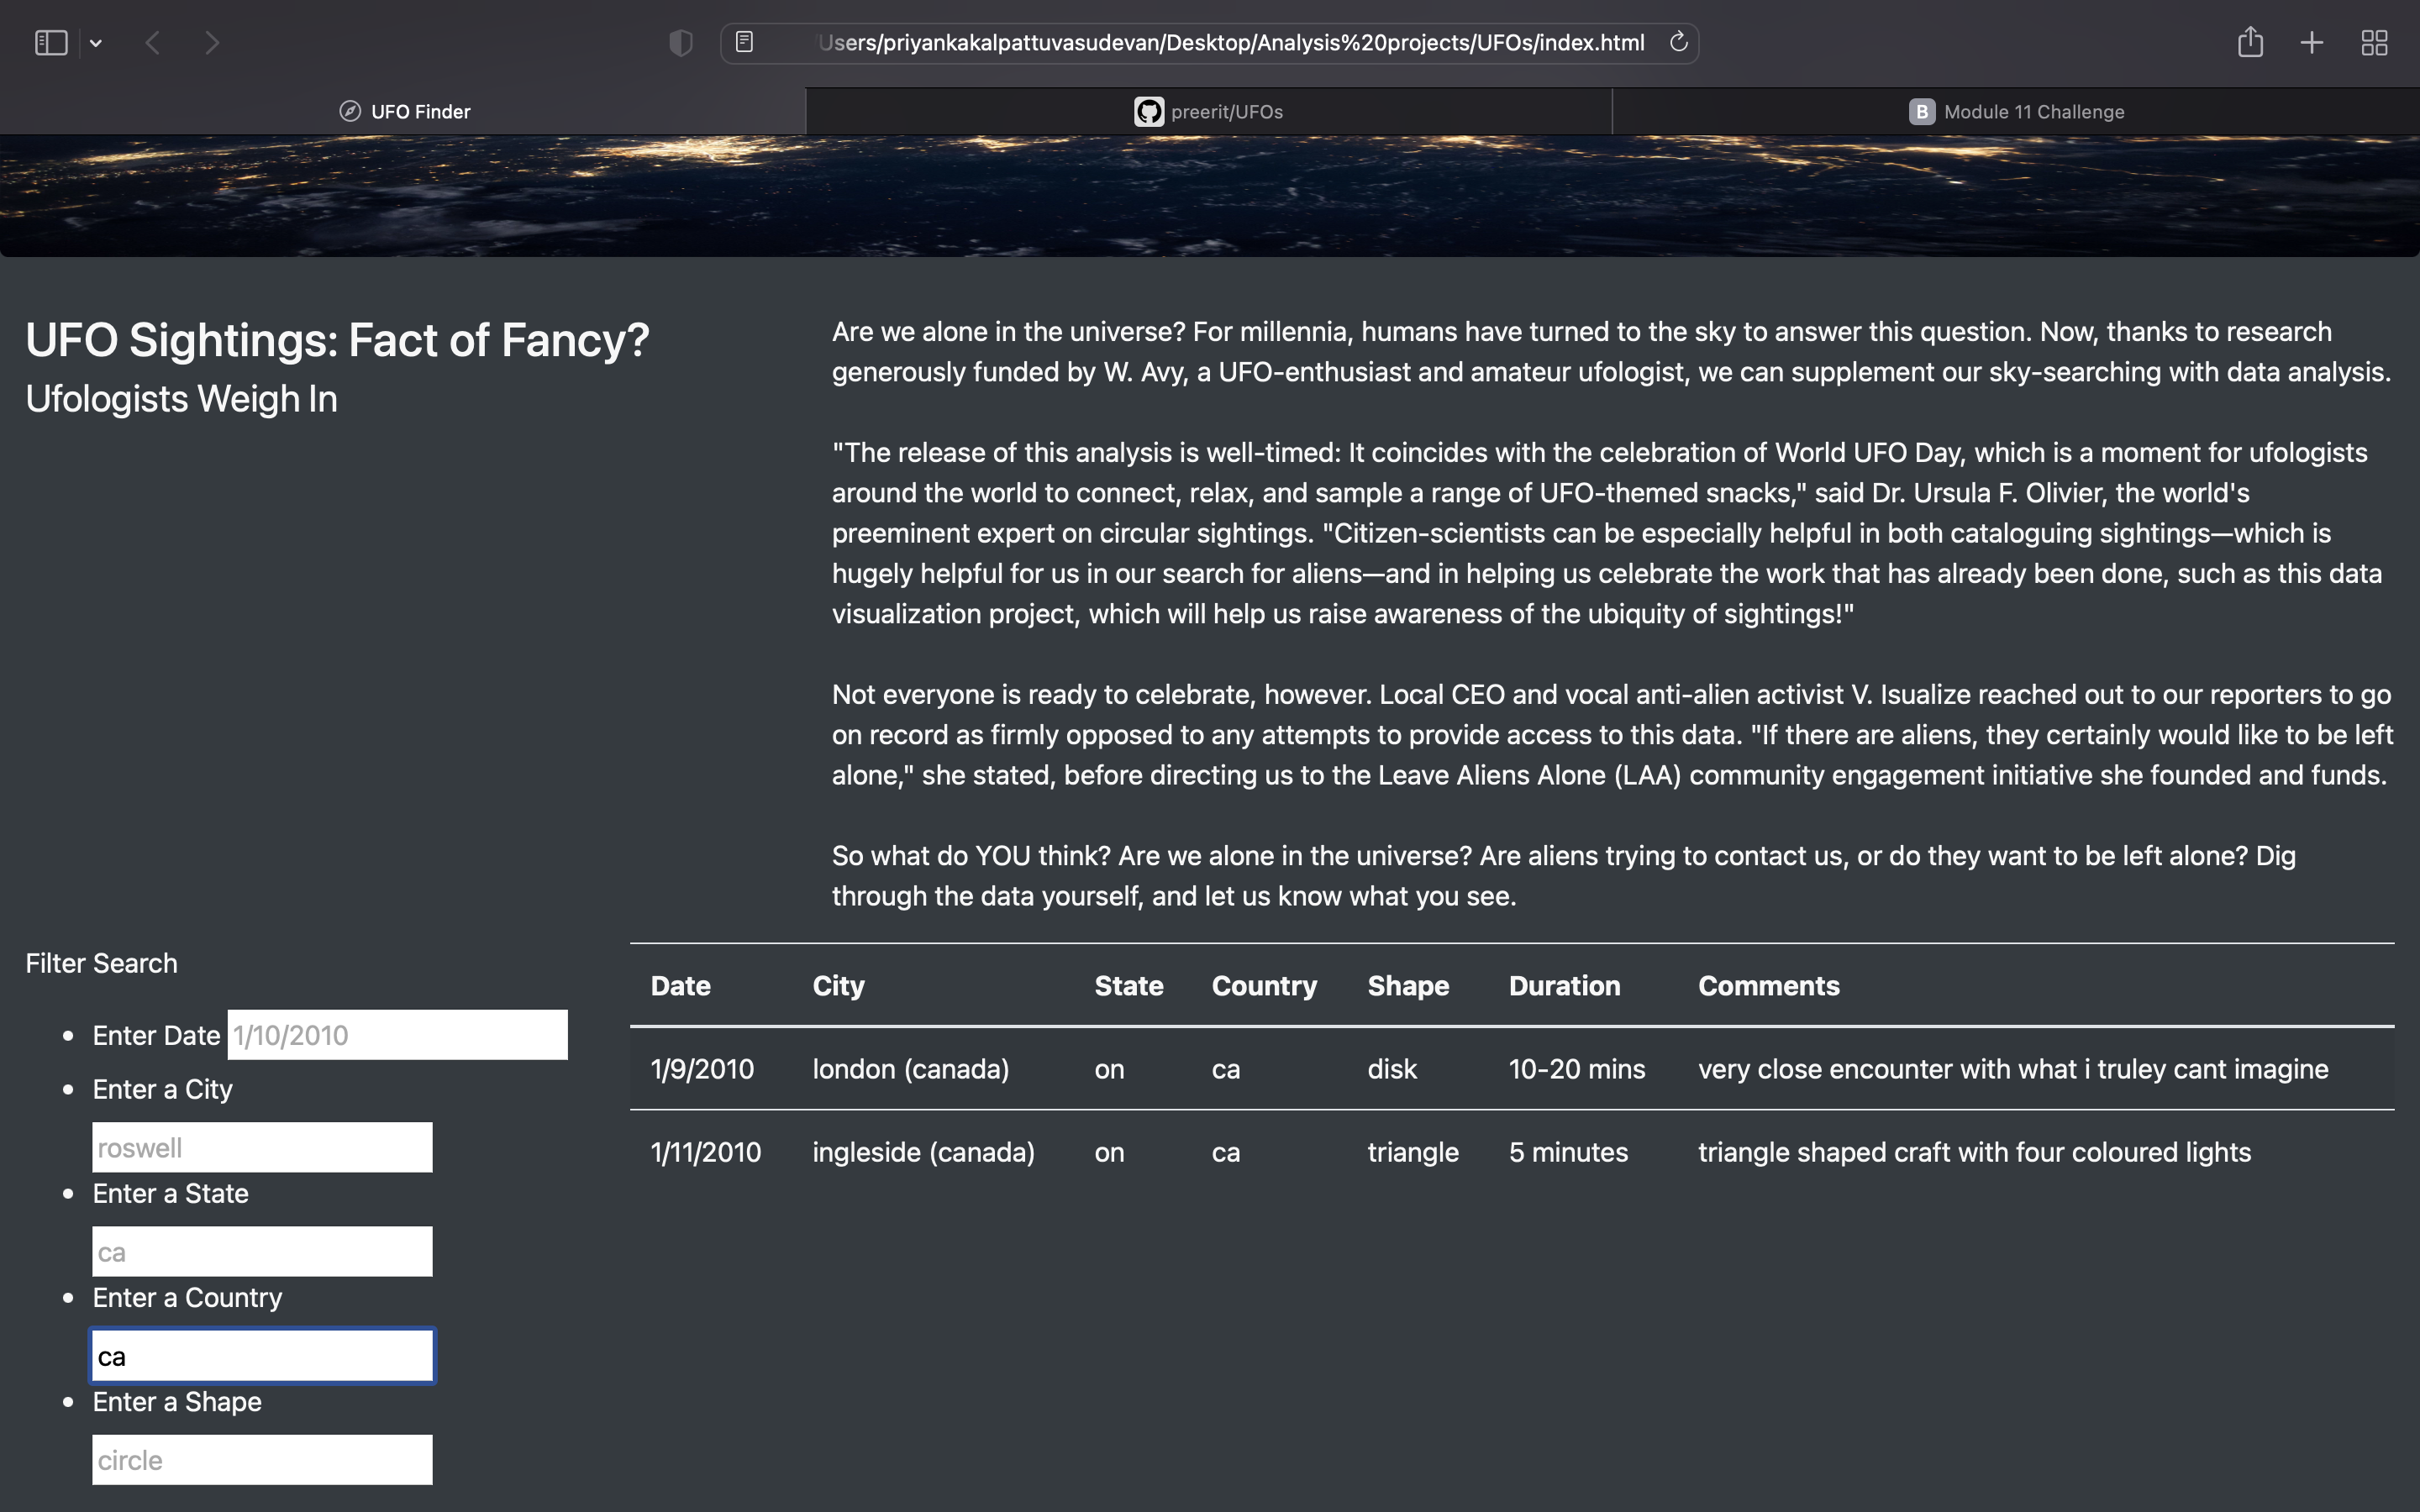 Users/priyankakalpattuvasudevan/Desktop/Analysis%20projects/UFOs/index.html
UFO Finder
preerit/UFOs
B Module 11 Challenge
UFO Sightings: Fact of Fancy?
Ufologists Weigh In
Are we alone in the universe? For millennia, humans have turned to the sky to answer this question. Now, thanks to research
generously funded by W. Avy, a UFO-enthusiast and amateur ufologist, we can supplement our sky-searching with data analysis.
"The release of this analysis is well-timed: It coincides with the celebration of World UFO Day, which is a moment for ufologists
around the world to connect, relax, and sample a range of UFO-themed snacks," said Dr. Ursula F. Olivier, the world's
preeminent expert on circular sightings. "Citizen-scientists can be especially helpful in both cataloguing sightings—which is
hugely helpful for us in our search for aliens—and in helping us celebrate the work that has already been done, such as this data
visualization project, which will help us raise awareness of the ubiquity of sightings!"
Not everyone is ready to celebrate, however. Local CEO and vocal anti-alien activist V. Isualize reached out to our reporters to go
on record as firmly opposed to any attempts to provide access to this data. "If there are aliens, they certainly would like to be left
alone," she stated, before directing us to the Leave Aliens Alone (LAA) community engagement initiative she founded and funds.
So what do YOU think? Are we alone in the universe? Are aliens trying to contact us, or do they want to be left alone? Dig
through the data yourself, and let us know what you see.
Filter Search
Enter Date 1/10/2010
Enter a City
roswell
Enter a State
ca
Enter a Country
ca
Enter a Shape
circle
Date City State Country Shape Duration Comments
1/9/2010 london (canada) on ca disk 10-20 mins very close encounter with what i truley cant imagine
1/11/2010 ingleside (canada) on ca triangle 5 minutes triangle shaped craft with four coloured lights